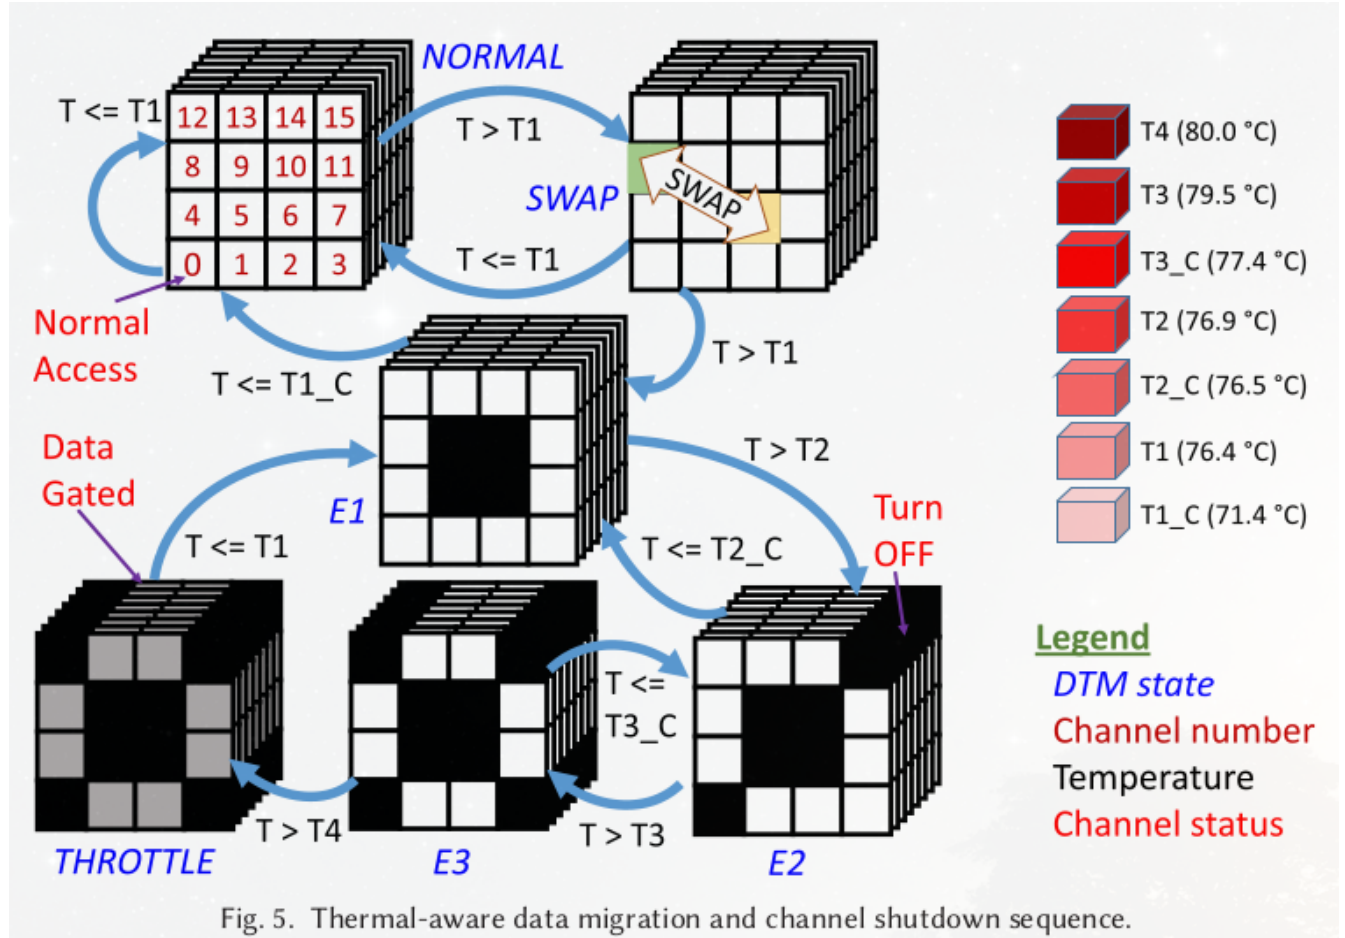 NORMAL
T <= T1
12 13 14 15
8 9 10 11
4 5 6 7
0 1 2 3
T > T1
SWAP
SWAP
T <= T1
Normal
Access
T <= T1_C
T > T1
Data
Gated
E1
T <= T1
T > T2
T <= T2_C
Turn
OFF
T <=
T3_C
T > T4
T > T3
THROTTLE
E3
E2
T4 (80.0 °C)
T3 (79.5 °C)
T3_C (77.4 °C)
T2 (76.9 °C)
T2_C (76.5 °C)
T1 (76.4 °C)
T1_C (71.4 °C)
Legend
DTM state
Channel number
Temperature
Channel status
Fig. 5. Thermal-aware data migration and channel shutdown sequence.